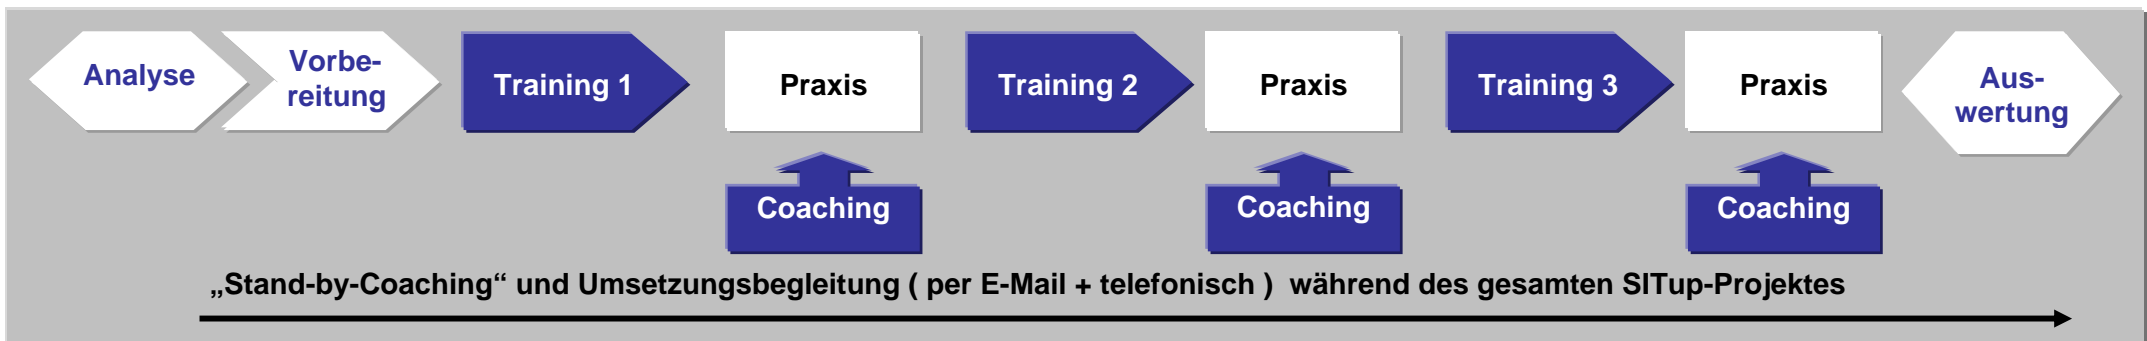 Analyse
Vorbe-
reitung
Training 1
Praxis
Training 2
Praxis
Training 3
Praxis
Aus-
wertung
Coaching
Coaching
Coaching
„Stand-by-Coaching“ und Umsetzungsbegleitung ( per E-Mail + telefonisch )  während des gesamten SITup-Projektes